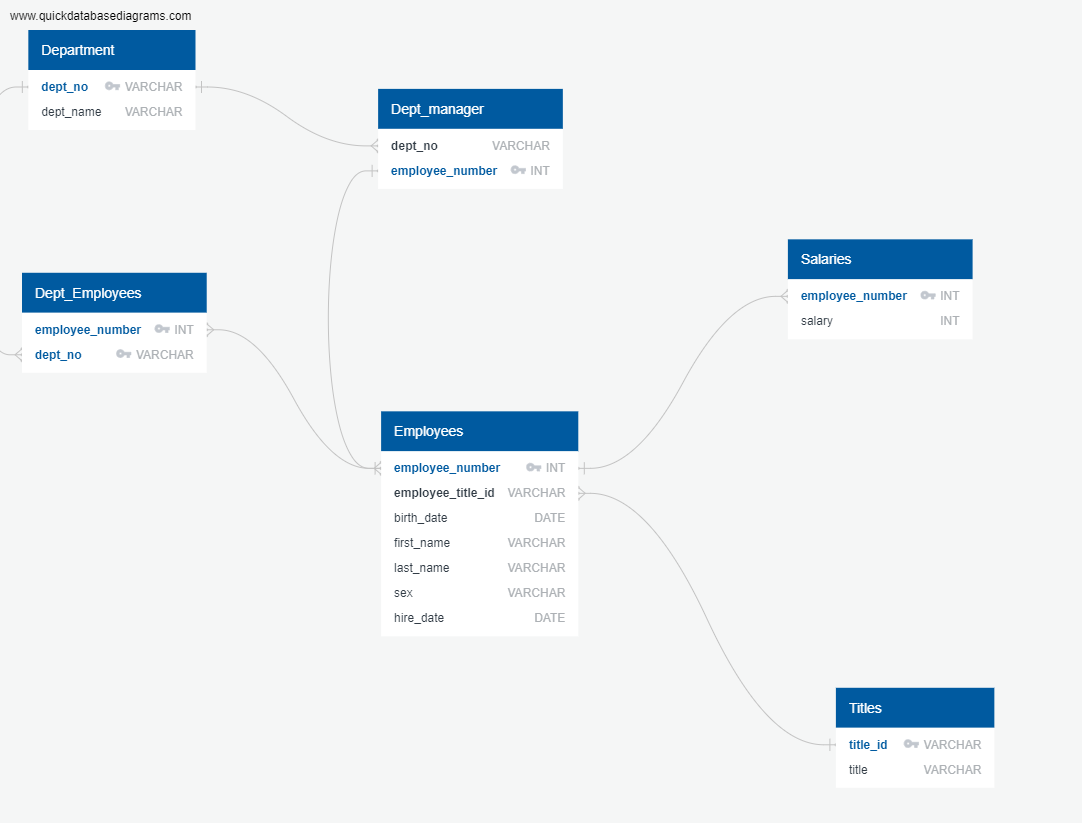 www.quickdatabasediagrams.com
Department
dept_no VARCHAR
dept_name VARCHAR
Dept_manager
dept_no VARCHAR
employee_number INT
Salaries
employee_number INT
salary INT
Dept_Employees
employee_number INT
dept_no VARCHAR
Employees
employee_number INT
employee_title_id VARCHAR
birth_date DATE
first_name VARCHAR
last_name VARCHAR
sex VARCHAR
hire_date DATE
Titles
title_id VARCHAR
title VARCHAR